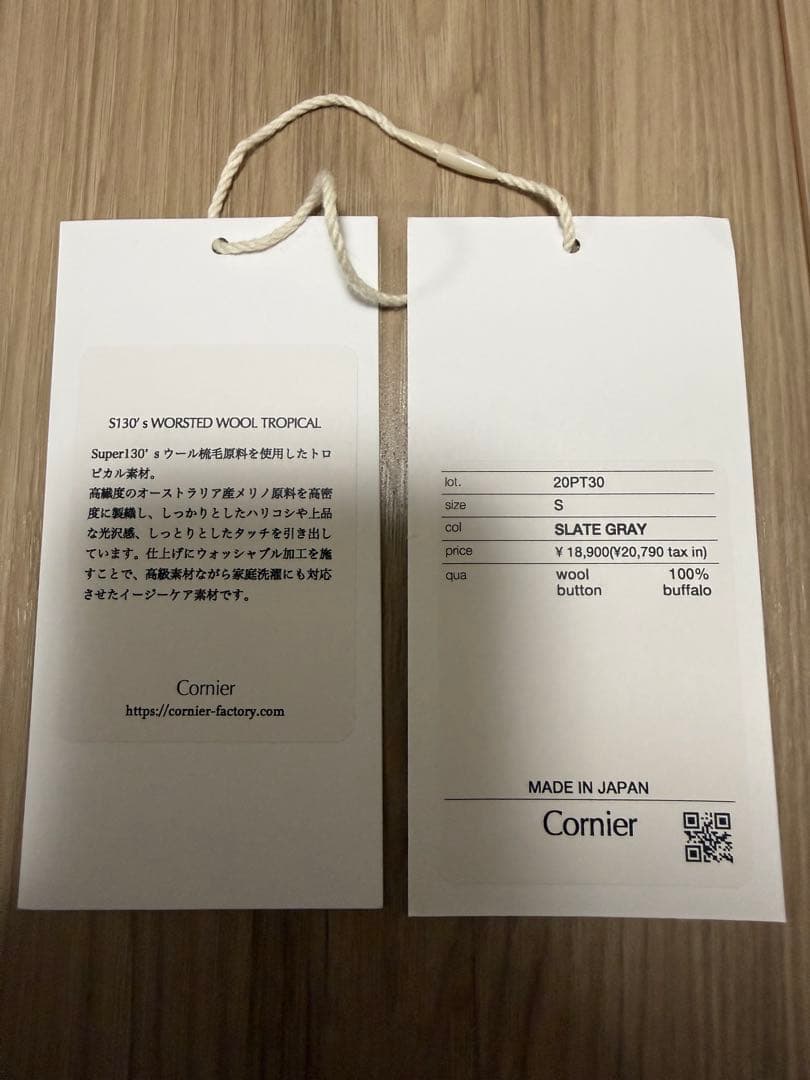 S130's WORSTED WOOL TROPICAL
Super130's ウール梳毛原料を使用したトロ
ピカル素材。
高繊度のオーストラリア産メリノ原料を高密
度に製織し、しっかりとしたハリコシや上品
な光沢感、しっとりとしたタッチを引き出し
ています。仕上げにウォッシャブル加工を施
すことで、高級素材ながら家庭洗濯にも対応
させたイージーケア素材です。
Cornier
https://cornier-factory.com
lot. 20PT30
size S
col SLATE GRAY
price ¥ 18,900(¥20,790 tax in)
qua wool 100%
button buffalo
MADE IN JAPAN
Cornier